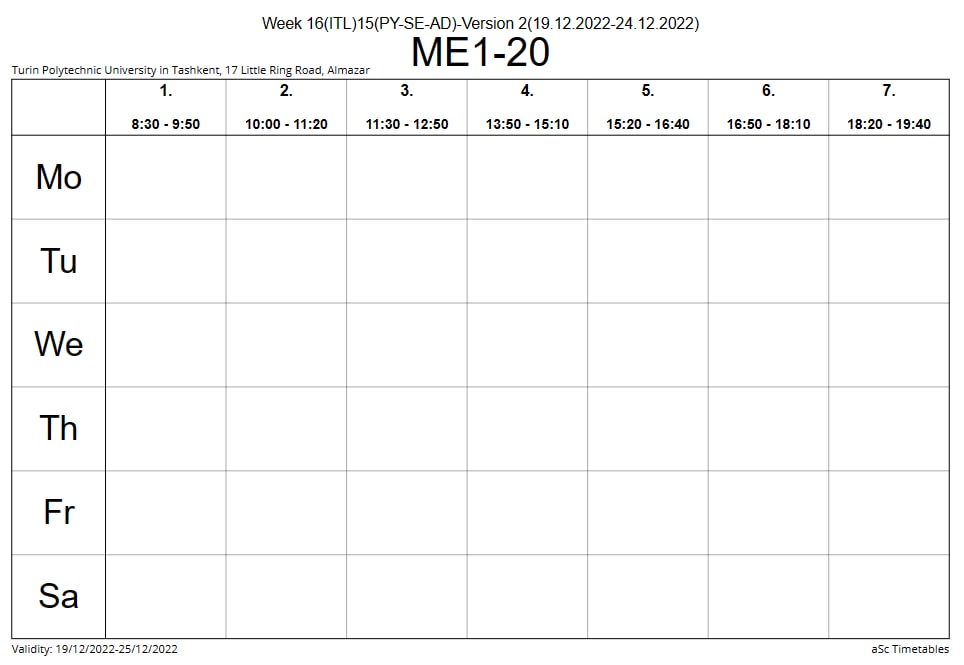 Week 16(ITL)15(PY-SE-AD)-Version 2(19.12.2022-24.12.2022)
ME1-20
Turin Polytechnic University in Tashkent, 17 Little Ring Road, Almazar
1. 2. 3. 4. 5. 6. 7.
8:30 - 9:50 10:00 - 11:20 11:30 - 12:50 13:50 - 15:10 15:20 - 16:40 16:50 - 18:10 18:20 - 19:40
Mo
Tu
We
Th
Fr
Sa
Validity: 19/12/2022-25/12/2022 aSc Timetables